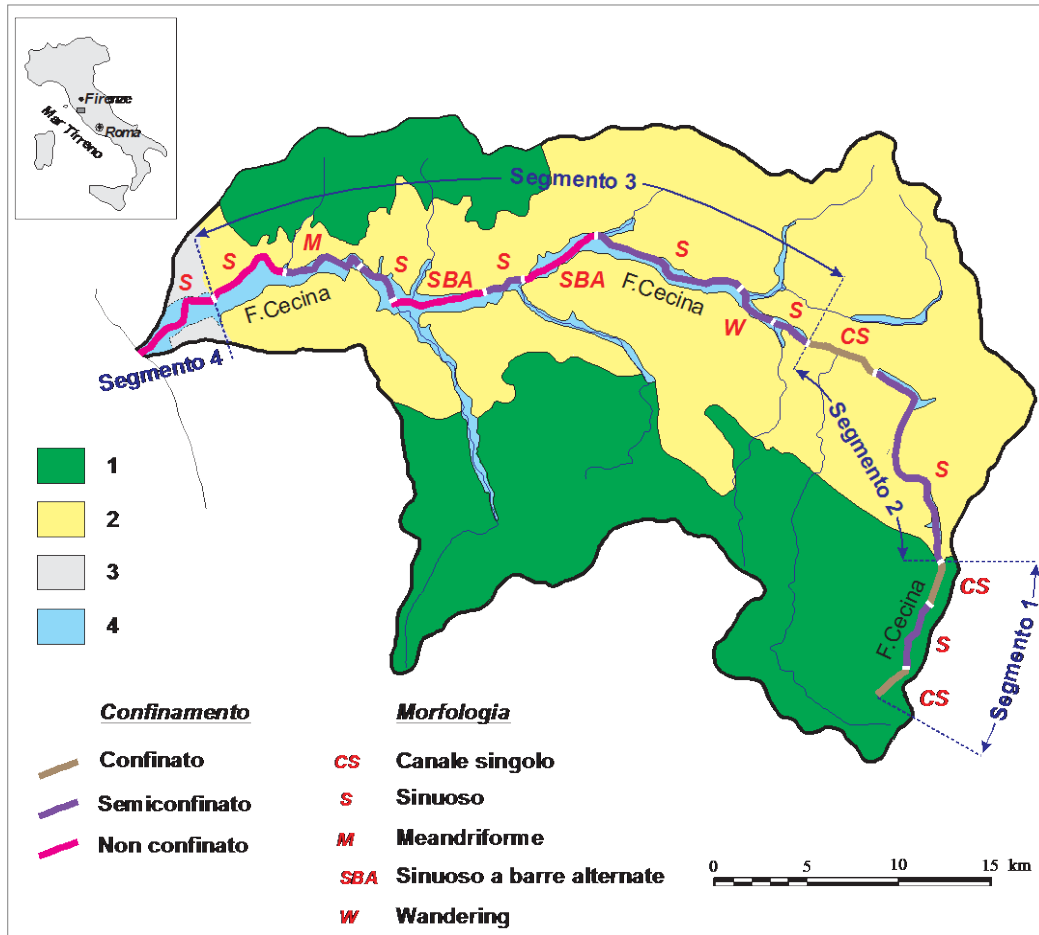 Firenze
Mar Tirreno
Roma
Segmento 3
M
S
S
S
SBA
S
SBA
S
F.Cecina
F.Cecina
W
S
CS
Segmento 4
Segmento 2
S
1
2
3
4
CS
F.Cecina
S
CS
Segmento 1
Confinamento
Confinato
Semiconfinato
Non confinato
Morfologia
CS Canale singolo
S Sinuoso
M Meandriforme
SBA Sinuoso a barre alternate
W Wandering
0 5 10 15 km